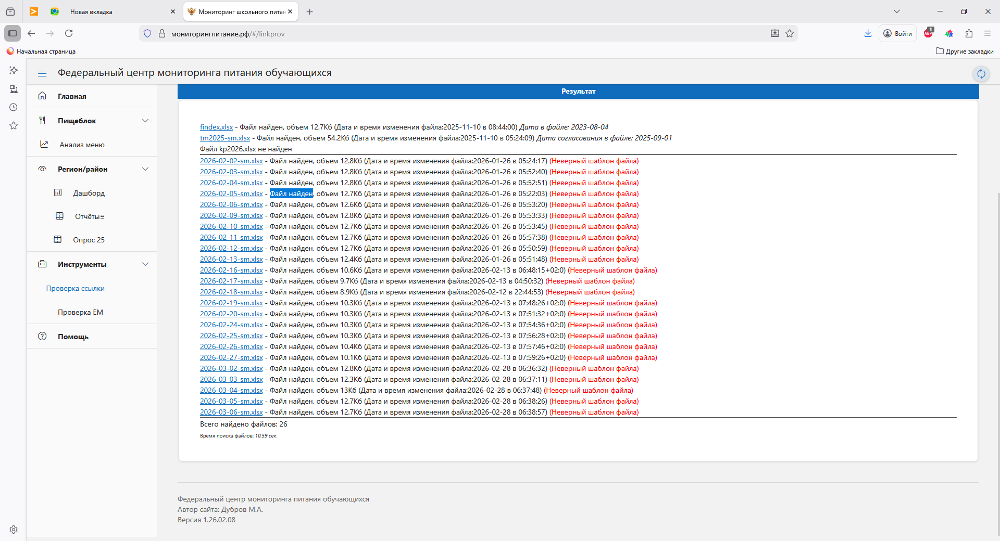 Новая вкладка
Мониторинг школьного питан
мониторингпитание.рф/#/linkprov
Войти
ABP
1
Начальная страница
Другие закладки
Федеральный центр мониторинга питания обучающихся
Главная
Пищеблок
Анализ меню
Регион/район
Дашборд
Отчёты
Опрос 25
Инструменты
Проверка ссылки
Проверка ЕМ
Помощь
Результат
findex.xlsx - Файл найден, объем 12.7Кб (Дата и время изменения файла:2025-11-10 в 08:44:00) Дата в файле: 2023-08-04
tm2025-sm.xlsx - Файл найден, объем 54.2Кб (Дата и время изменения файла:2025-11-10 в 05:24:09) Дата согласования в файле: 2025-09-01
Файл kp2026.xlsx не найден
2026-02-02-sm.xlsx - Файл найден, объем 12.8Кб (Дата и время изменения файла:2026-01-26 в 05:24:17) (Неверный шаблон файла)
2026-02-03-sm.xlsx - Файл найден, объем 12.8Кб (Дата и время изменения файла:2026-01-26 в 05:52:40) (Неверный шаблон файла)
2026-02-04-sm.xlsx - Файл найден, объем 12.8Кб (Дата и время изменения файла:2026-01-26 в 05:52:51) (Неверный шаблон файла)
2026-02-05-sm.xlsx - Файл найден, объем 12.7Кб (Дата и время изменения файла:2026-01-26 в 05:22:03) (Неверный шаблон файла)
2026-02-06-sm.xlsx - Файл найден, объем 12.6Кб (Дата и время изменения файла:2026-01-26 в 05:53:20) (Неверный шаблон файла)
2026-02-09-sm.xlsx - Файл найден, объем 12.8Кб (Дата и время изменения файла:2026-01-26 в 05:53:33) (Неверный шаблон файла)
2026-02-10-sm.xlsx - Файл найден, объем 12.7Кб (Дата и время изменения файла:2026-01-26 в 05:53:45) (Неверный шаблон файла)
2026-02-11-sm.xlsx - Файл найден, объем 12.7Кб (Дата и время изменения файла:2026-01-26 в 05:57:38) (Неверный шаблон файла)
2026-02-12-sm.xlsx - Файл найден, объем 12.7Кб (Дата и время изменения файла:2026-01-26 в 05:50:59) (Неверный шаблон файла)
2026-02-13-sm.xlsx - Файл найден, объем 12.4Кб (Дата и время изменения файла:2026-01-26 в 05:51:48) (Неверный шаблон файла)
2026-02-16-sm.xlsx - Файл найден, объем 10.6Кб (Дата и время изменения файла:2026-02-13 в 06:48:15+02:0) (Неверный шаблон файла)
2026-02-17-sm.xlsx - Файл найден, объем 9.7Кб (Дата и время изменения файла:2026-02-13 в 04:50:32) (Неверный шаблон файла)
2026-02-18-sm.xlsx - Файл найден, объем 8.9Кб (Дата и время изменения файла:2026-02-12 в 22:44:53) (Неверный шаблон файла)
2026-02-19-sm.xlsx - Файл найден, объем 10.3Кб (Дата и время изменения файла:2026-02-13 в 07:48:26+02:0) (Неверный шаблон файла)
2026-02-20-sm.xlsx - Файл найден, объем 10.3Кб (Дата и время изменения файла:2026-02-13 в 07:51:32+02:0) (Неверный шаблон файла)
2026-02-24-sm.xlsx - Файл найден, объем 10.3Кб (Дата и время изменения файла:2026-02-13 в 07:54:36+02:0) (Неверный шаблон файла)
2026-02-25-sm.xlsx - Файл найден, объем 10.3Кб (Дата и время изменения файла:2026-02-13 в 07:56:28+02:0) (Неверный шаблон файла)
2026-02-26-sm.xlsx - Файл найден, объем 10.4Кб (Дата и время изменения файла:2026-02-13 в 07:57:46+02:0) (Неверный шаблон файла)
2026-02-27-sm.xlsx - Файл найден, объем 10.1Кб (Дата и время изменения файла:2026-02-13 в 07:59:26+02:0) (Неверный шаблон файла)
2026-03-02-sm.xlsx - Файл найден, объем 12.8Кб (Дата и время изменения файла:2026-02-28 в 06:36:32) (Неверный шаблон файла)
2026-03-03-sm.xlsx - Файл найден, объем 12.3Кб (Дата и время изменения файла:2026-02-28 в 06:37:11) (Неверный шаблон файла)
2026-03-04-sm.xlsx - Файл найден, объем 13Кб (Дата и время изменения файла:2026-02-28 в 06:37:48) (Неверный шаблон файла)
2026-03-05-sm.xlsx - Файл найден, объем 12.7Кб (Дата и время изменения файла:2026-02-28 в 06:38:26) (Неверный шаблон файла)
2026-03-06-sm.xlsx - Файл найден, объем 12.7Кб (Дата и время изменения файла:2026-02-28 в 06:38:57) (Неверный шаблон файла)
Всего найдено файлов: 26
Время поиска файлов: 10.59 сек.
Федеральный центр мониторинга питания обучающихся
Автор сайта: Дубров М.А.
Версия 1.26.02.08